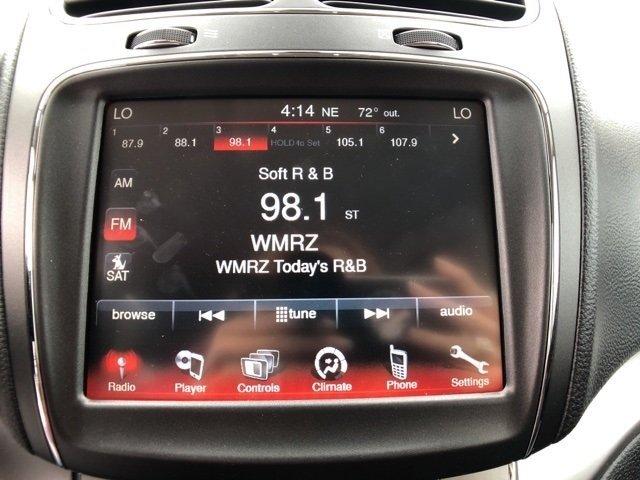 LO 4:14 NE 72° out. LO
1 2 3 4 5 6
87.9 88.1 98.1 HOLD to Set 105.1 107.9
AM
Soft R & B
FM
98.1 ST
WMRZ
SAT
WMRZ Today's R&B
browse tune audio
Radio Player Controls Climate Phone Settings